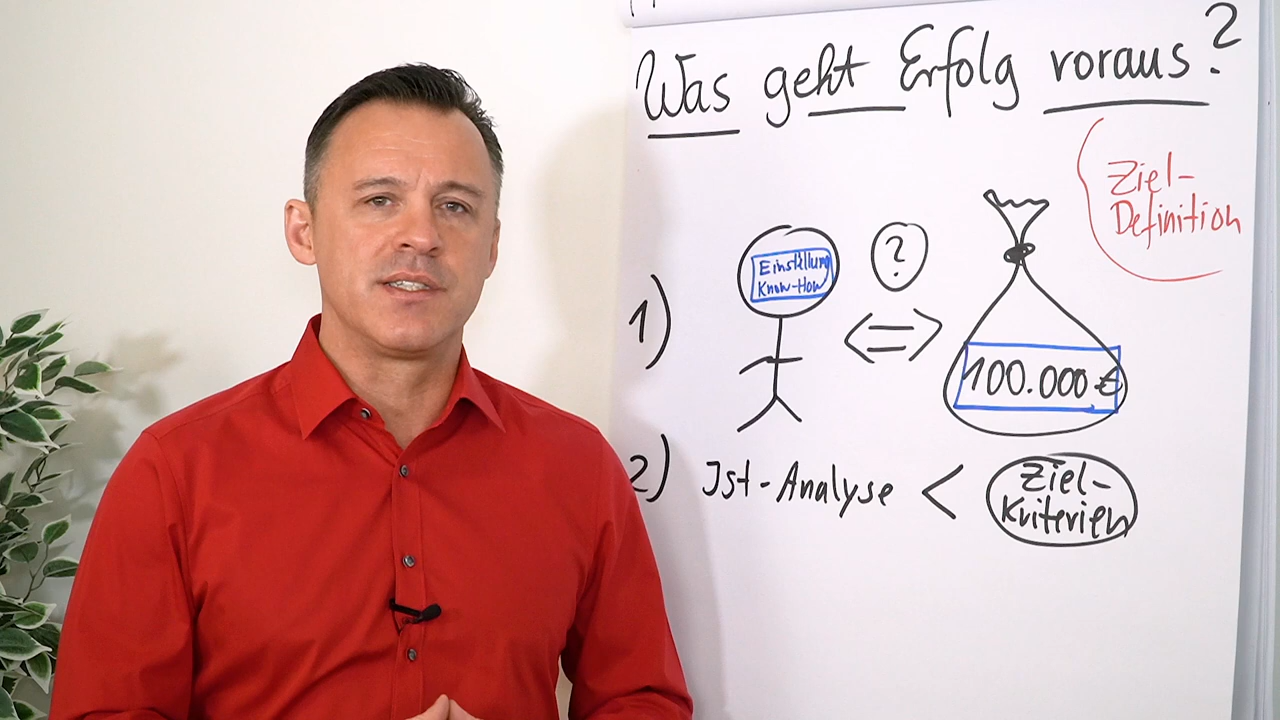 Was geht Erfolg voraus?
Ziel-
Definition
1)
Einstellung
Know-How
?
100.000 €
2) Ist-Analyse < Ziel-
Kriterien